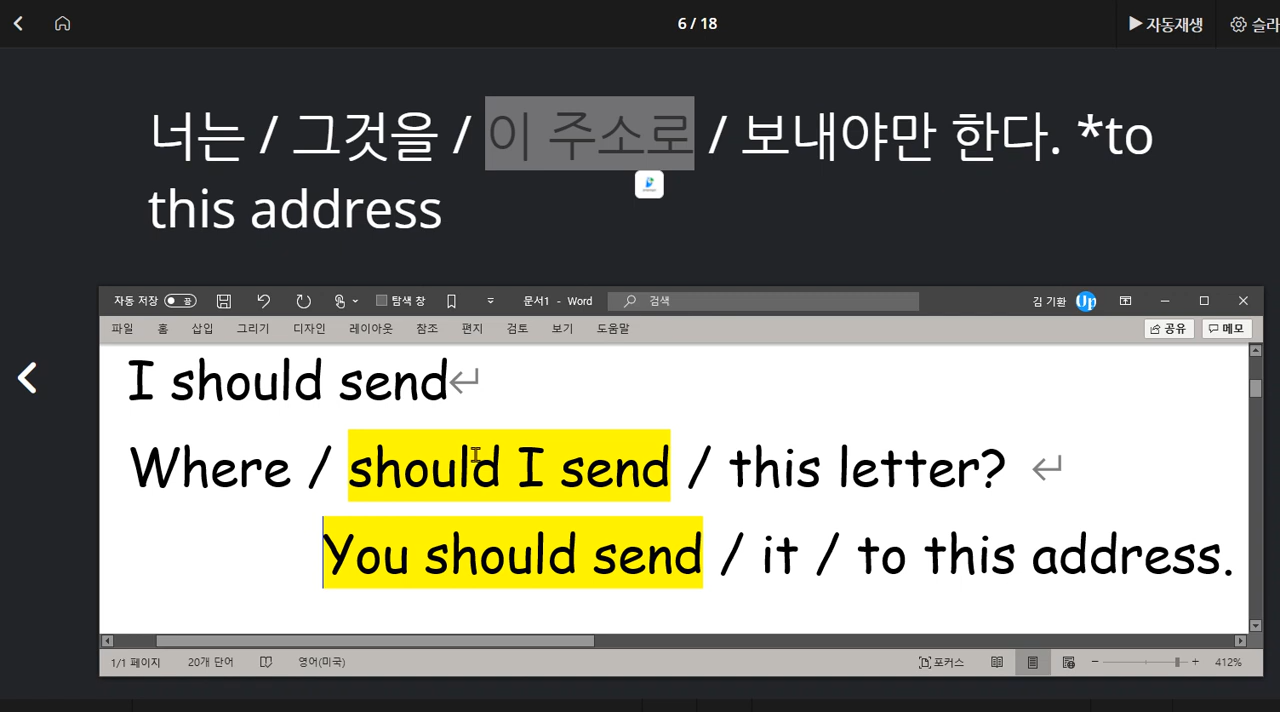 6 / 18
▶ 자동재생
슬라
너는 / 그것을 / 이 주소로 / 보내야만 한다. *to
this address
자동 저장 끔
탐색 창
문서1 - Word
검색
김 기환
Up
파일 홈 삽입 그리기 디자인 레이아웃 참조 편지 검토 보기 도움말
공유
메모
I should send↵
Where / should I send / this letter? ↵
You should send / it / to this address.
1/1 페이지 20개 단어 영어(미국)
포커스
412%